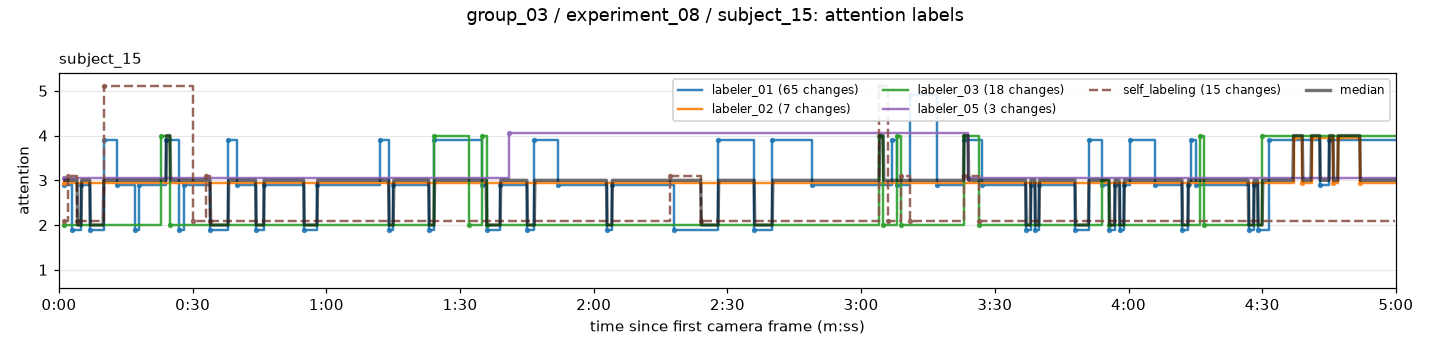 group_03 / experiment_08 / subject_15: attention labels
subject_15
labeler_01 (65 changes)
labeler_02 (7 changes)
labeler_03 (18 changes)
labeler_05 (3 changes)
self_labeling (15 changes)
median
attention
5
4
3
2
1
0:00 0:30 1:00 1:30 2:00 2:30 3:00 3:30 4:00 4:30 5:00
time since first camera frame (m:ss)